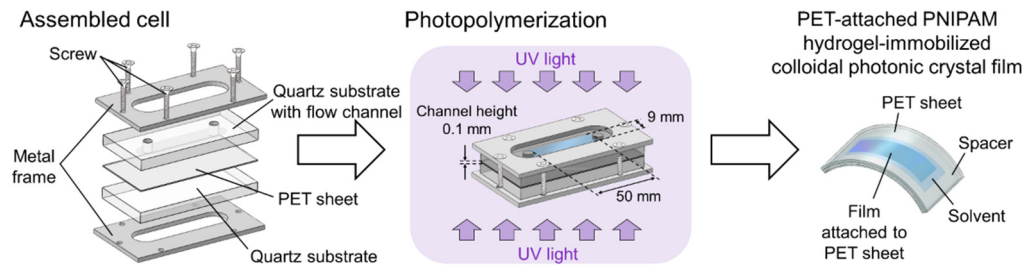 Assembled cell
Screw
Quartz substrate
with flow channel
Metal
frame
PET sheet
Quartz substrate
Photopolymerization
UV light
Channel height
0.1 mm
9 mm
50 mm
UV light
PET-attached PNIPAM
hydrogel-immobilized
colloidal photonic crystal film
PET sheet
Spacer
Solvent
Film
attached to
PET sheet